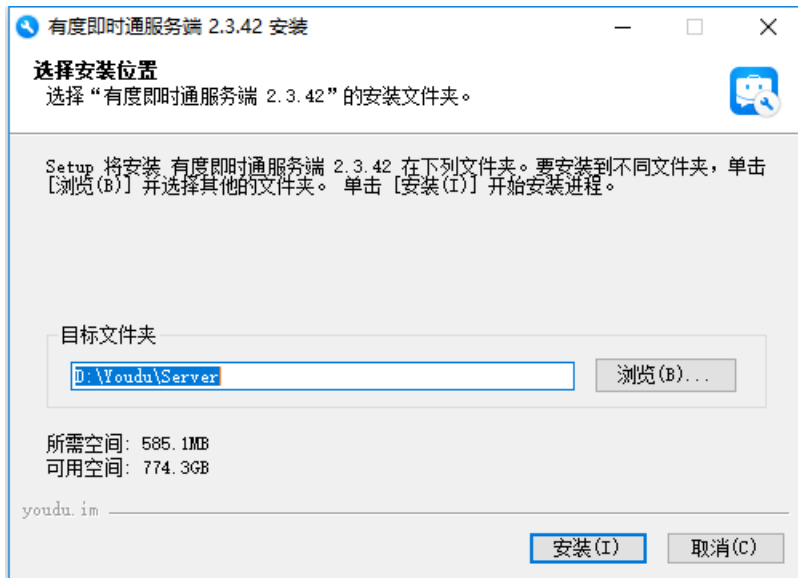 有度即时通服务端 2.3.42 安装
选择安装位置
选择“有度即时通服务端 2.3.42”的安装文件夹。
Setup 将安装 有度即时通服务端 2.3.42 在下列文件夹。要安装到不同文件夹，单击
[浏览(B)] 并选择其他的文件夹。 单击 [安装(I)] 开始安装进程。
目标文件夹
D:\Youdu\Server
浏览(B)...
所需空间: 585.1MB
可用空间: 774.3GB
youdu.im
安装(I)
取消(C)